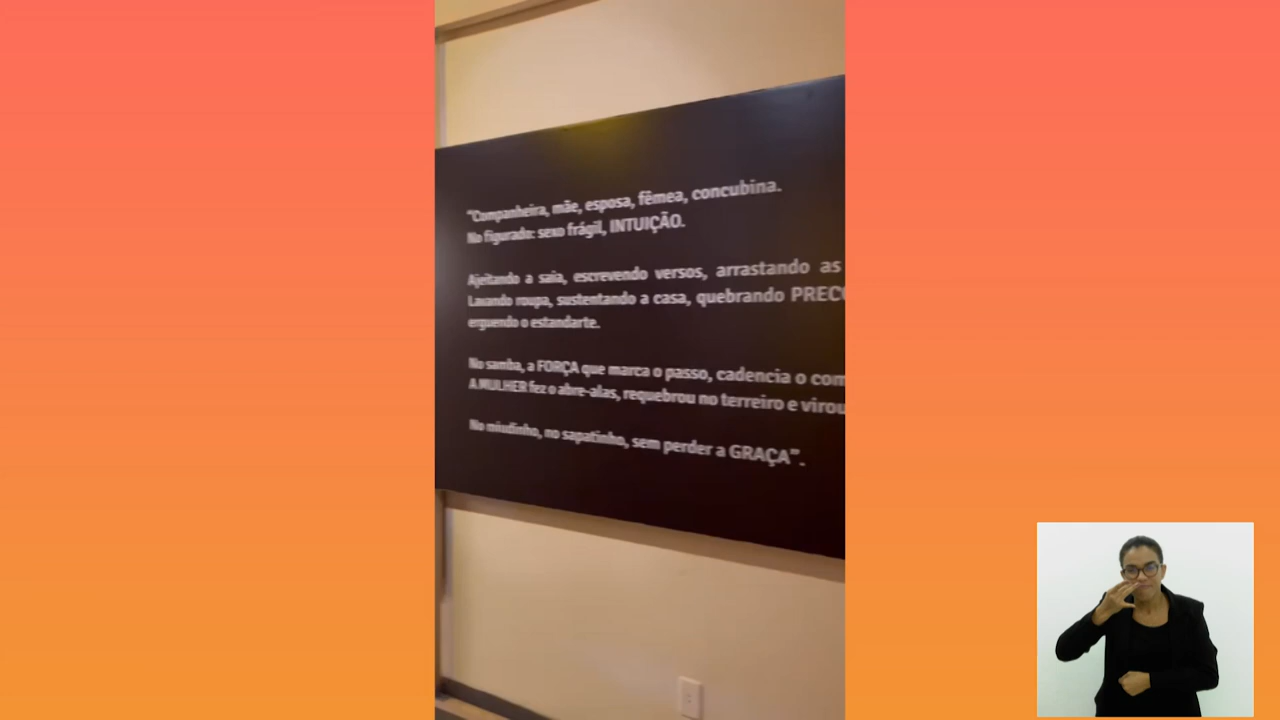 "Companheira, mãe, esposa, fêmea, concubina.
No figurado: sexo frágil, INTUIÇÃO.
Ajeitando a saia, escrevendo versos, arrastando as
Lavando roupa, sustentando a casa, quebrando
erguendo o estandarte.
No samba, a FORÇA que marca o passo, cadencia o
A MULHER fez o abre-alas, requebrou no terreiro e virou
No miudinho, no sapatinho, sem perder a GRAÇA".